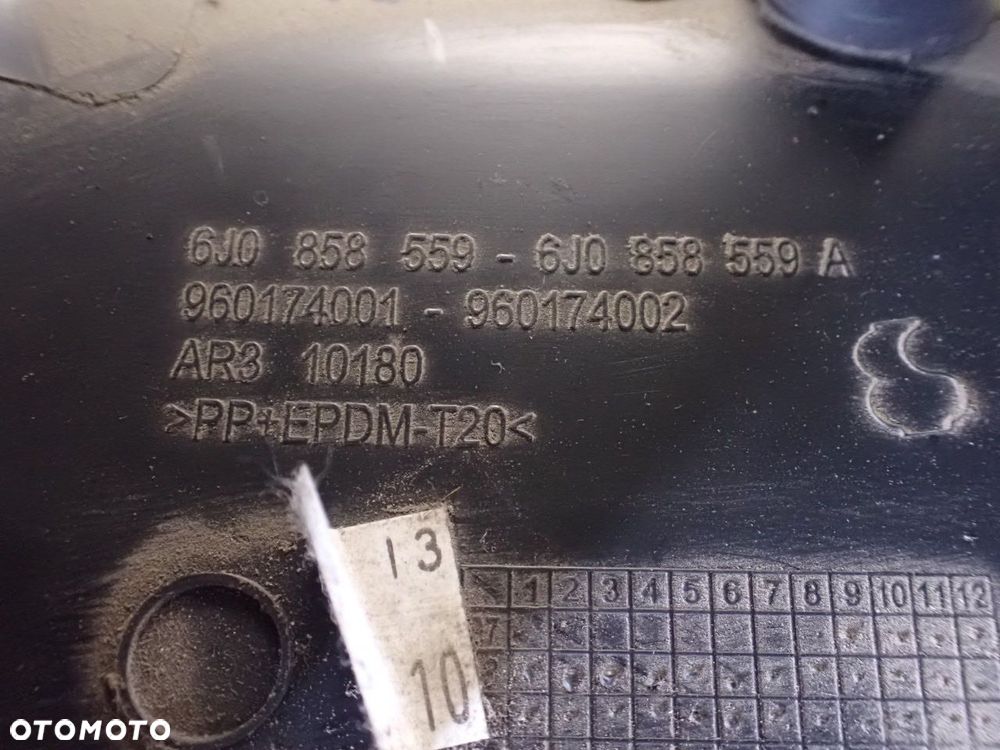 6J0 858 559 - 6J0 858 559 A
960174001 - 960174002
AR3 10180
>PP+EPDM-T20<
13
10
1 2 3 4 5 6 7 8 9 10 11 12
7
OTOMOTO